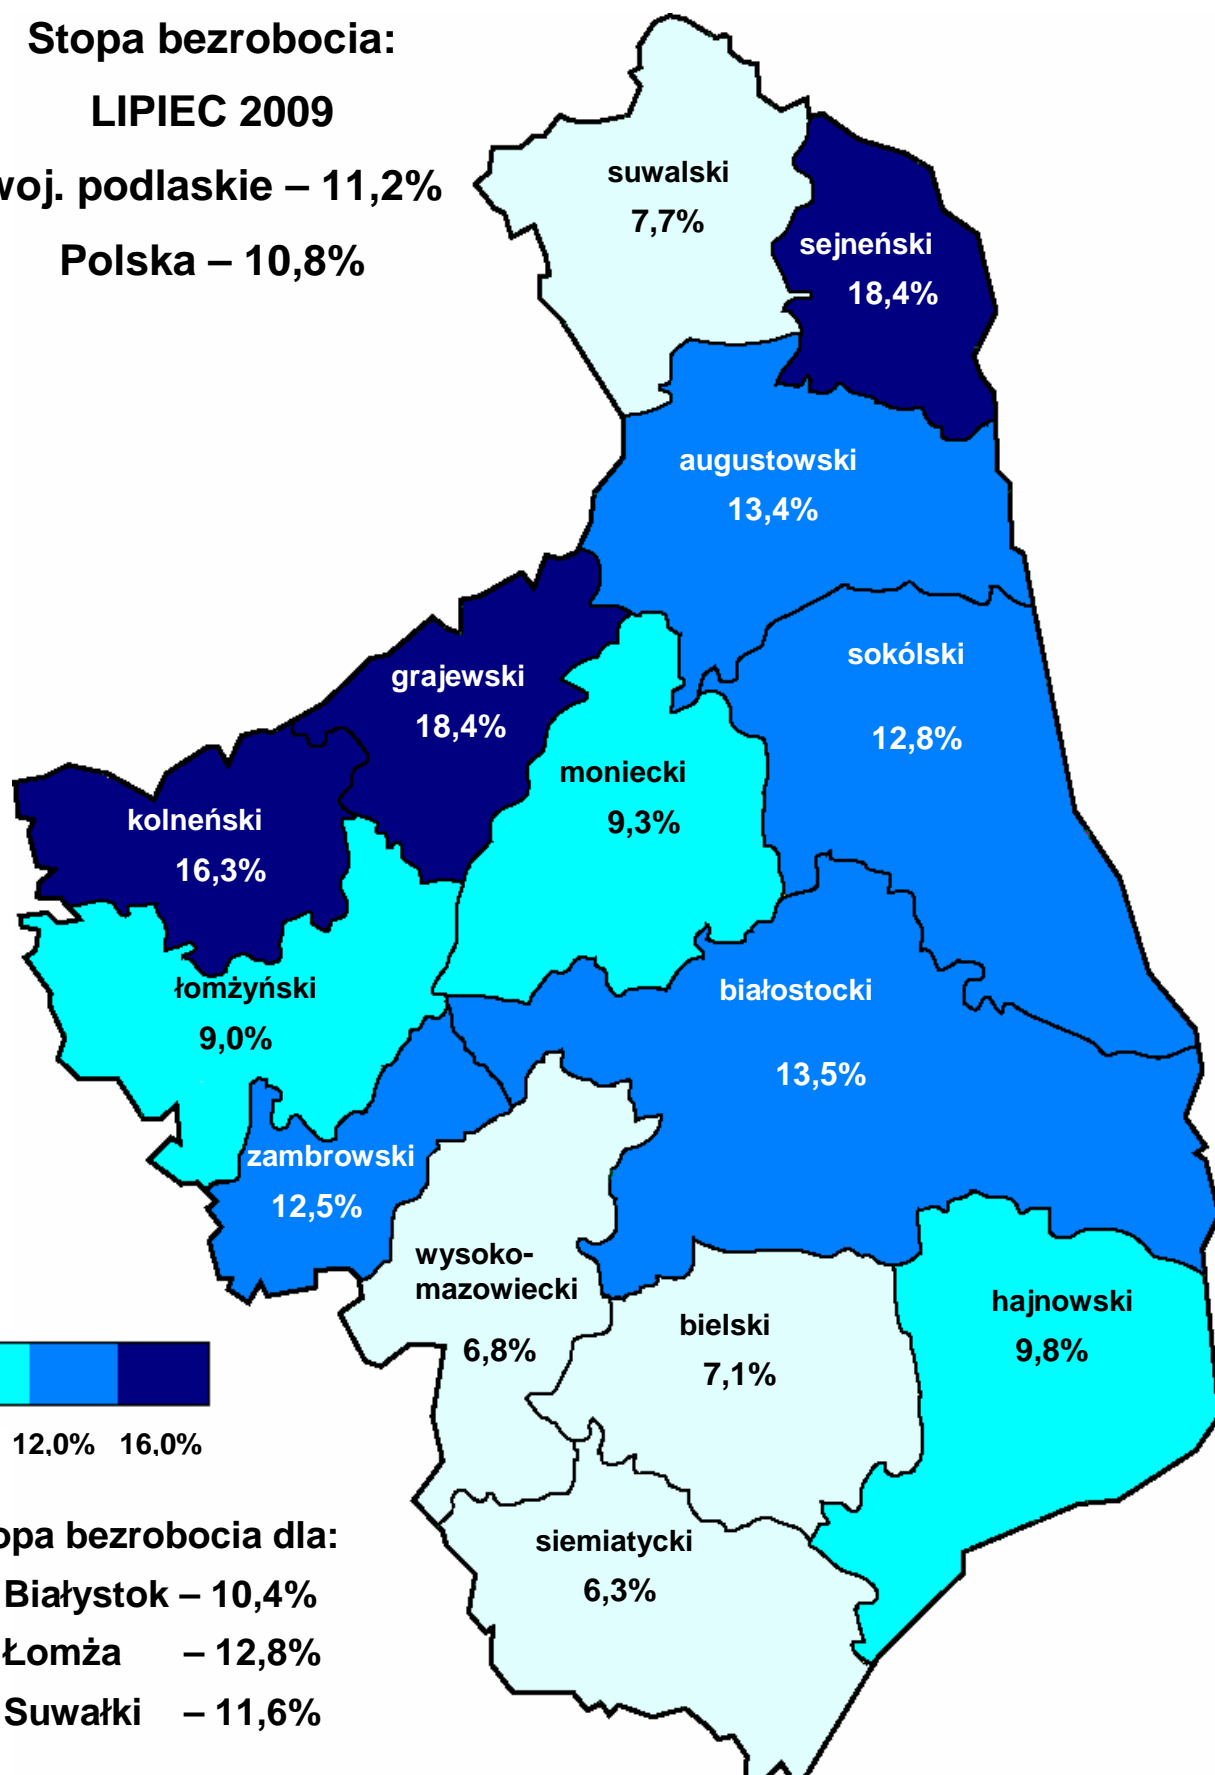 Stopa bezrobocia:
LIPIEC 2009
woj. podlaskie – 11,2%
Polska – 10,8%
suwalski
7,7%
sejneński
18,4%
augustowski
13,4%
sokólski
12,8%
grajewski
18,4%
moniecki
9,3%
kolneński
16,3%
łomżyński
9,0%
białostocki
13,5%
zambrowski
12,5%
wysoko-
mazowiecki
6,8%
bielski
7,1%
hajnowski
9,8%
siemiatycki
6,3%
12,0% 16,0%
opa bezrobocia dla:
Białystok – 10,4%
Łomża – 12,8%
Suwałki – 11,6%